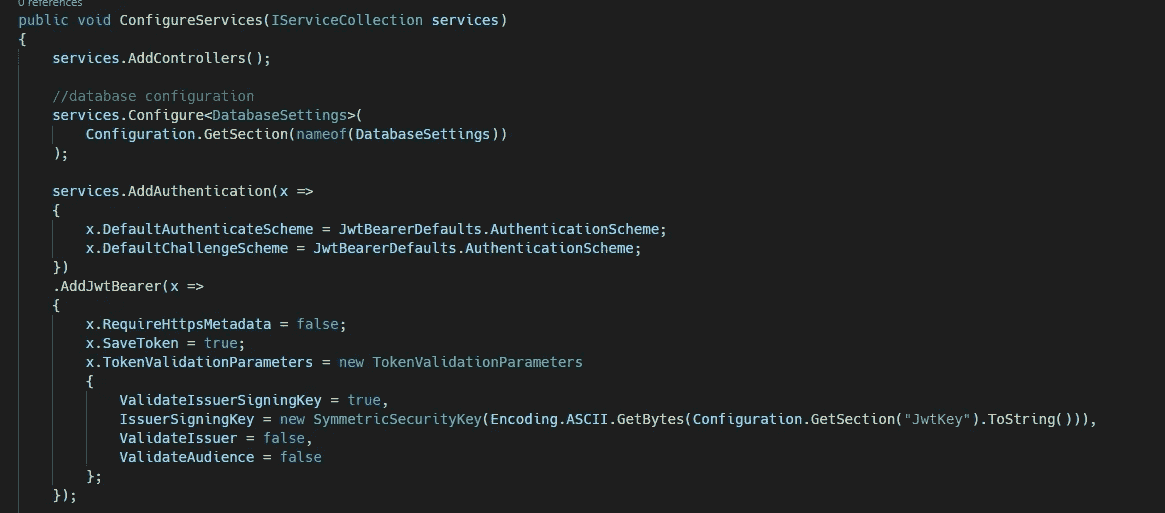 0 references
public void ConfigureServices(IServiceCollection services)
{
    services.AddControllers();

    //database configuration
    services.Configure<DatabaseSettings>(
        Configuration.GetSection(nameof(DatabaseSettings))
    );

    services.AddAuthentication(x =>
    {
        x.DefaultAuthenticateScheme = JwtBearerDefaults.AuthenticationScheme;
        x.DefaultChallengeScheme = JwtBearerDefaults.AuthenticationScheme;
    })
    .AddJwtBearer(x =>
    {
        x.RequireHttpsMetadata = false;
        x.SaveToken = true;
        x.TokenValidationParameters = new TokenValidationParameters
        {
            ValidateIssuerSigningKey = true,
            IssuerSigningKey = new SymmetricSecurityKey(Encoding.ASCII.GetBytes(Configuration.GetSection("JwtKey").ToString())),
            ValidateIssuer = false,
            ValidateAudience = false
        };
    });